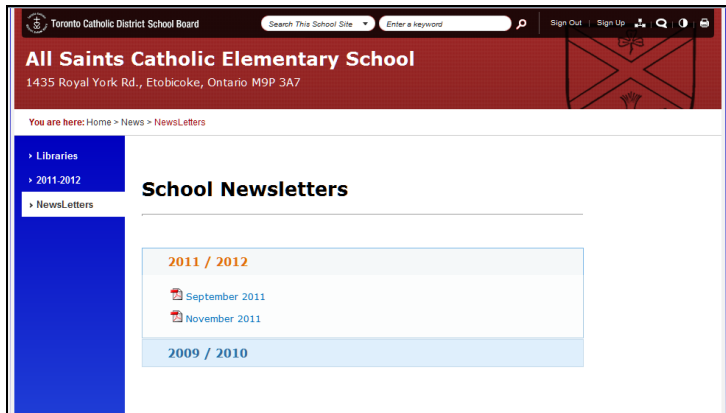 Toronto Catholic District School Board
Search This School Site
Enter a keyword
Sign Out
Sign Up
All Saints Catholic Elementary School
1435 Royal York Rd., Etobicoke, Ontario M9P 3A7
You are here: Home > News > NewsLetters
› Libraries
› 2011-2012
› NewsLetters
School Newsletters
2011 / 2012
September 2011
November 2011
2009 / 2010